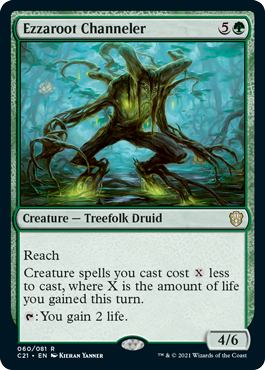 Ezzaroot Channeler 5
Creature — Treefolk Druid
Reach
Creature spells you cast cost X less
to cast, where X is the amount of life
you gained this turn.
:You gain 2 life.
4/6
060/081 R
C21 • EN KIERAN YANNER ™ & © 2021 Wizards of the Coast